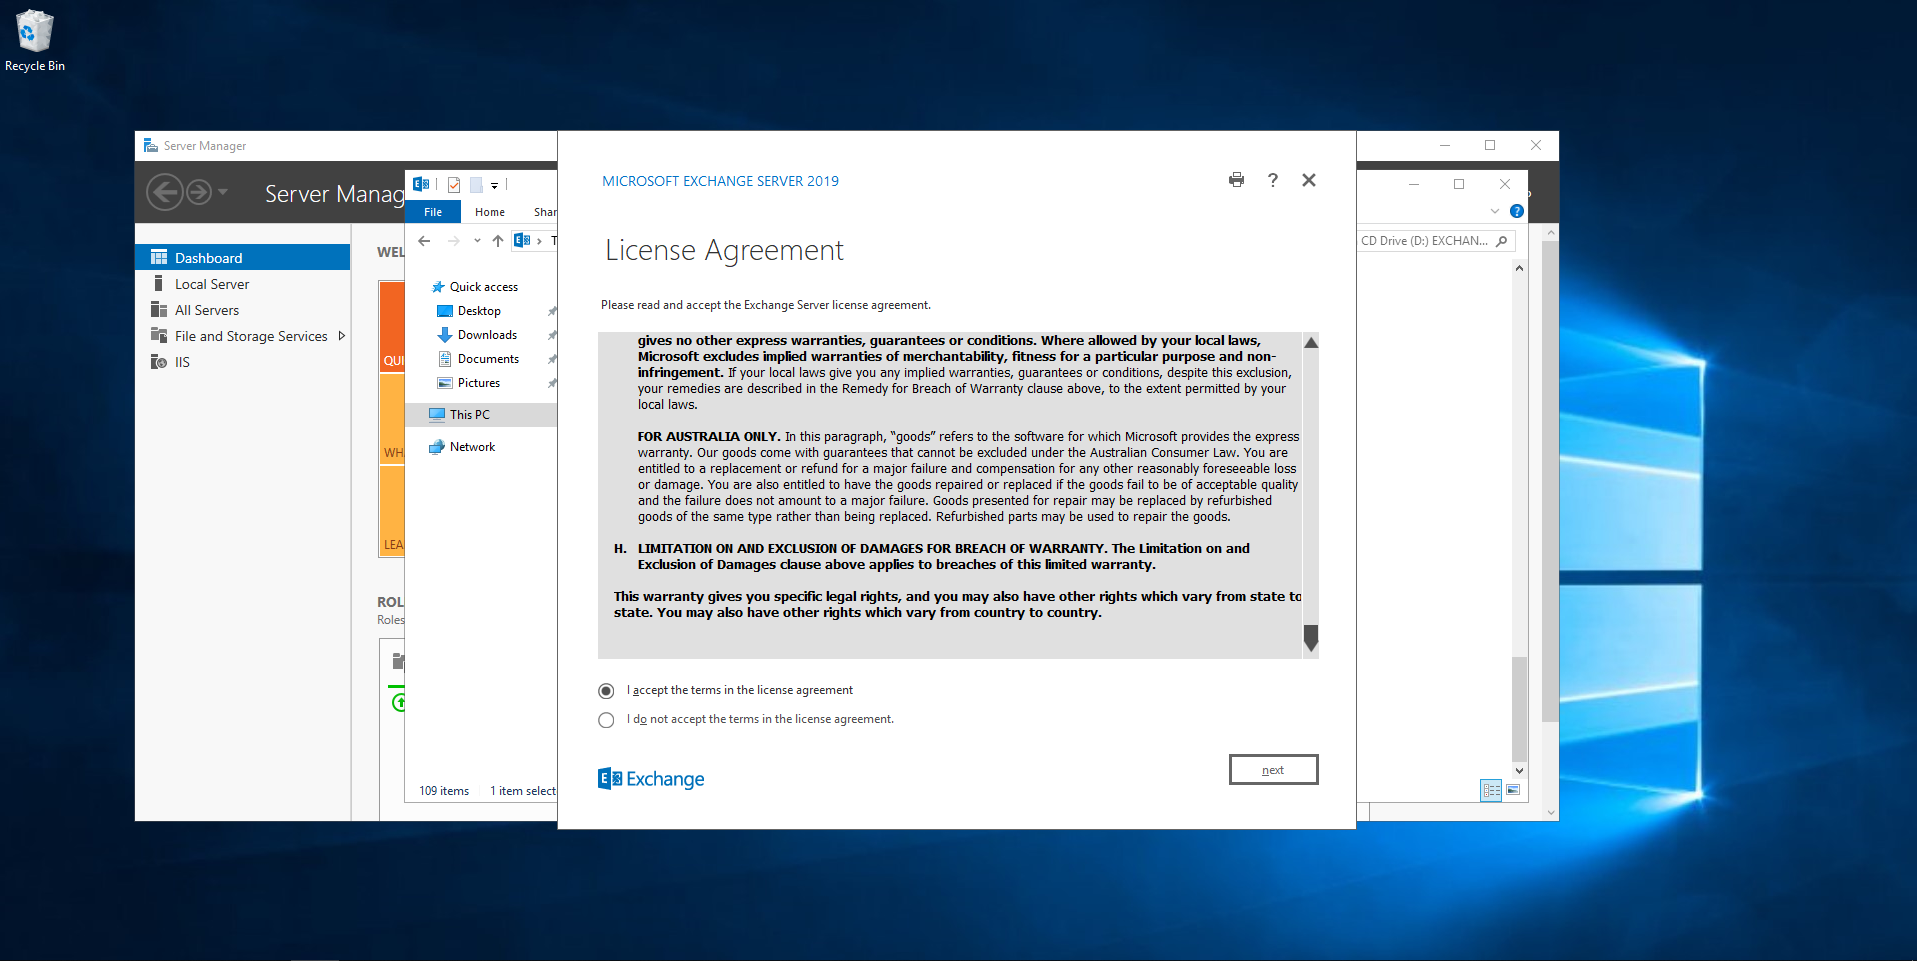 Recycle Bin
Server Manager
Server Manag
Dashboard
Local Server
All Servers
File and Storage Services
IIS
WEL
QUI
WH
LEA
ROL
Roles
File
Home
Shar
T
CD Drive (D:) EXCHAN...
Quick access
Desktop
Downloads
Documents
Pictures
This PC
Network
109 items
1 item select
MICROSOFT EXCHANGE SERVER 2019
?
License Agreement
Please read and accept the Exchange Server license agreement.
gives no other express warranties, guarantees or conditions. Where allowed by your local laws,
Microsoft excludes implied warranties of merchantability, fitness for a particular purpose and non-
infringement. If your local laws give you any implied warranties, guarantees or conditions, despite this exclusion,
your remedies are described in the Remedy for Breach of Warranty clause above, to the extent permitted by your
local laws.
FOR AUSTRALIA ONLY. In this paragraph, “goods” refers to the software for which Microsoft provides the express
warranty. Our goods come with guarantees that cannot be excluded under the Australian Consumer Law. You are
entitled to a replacement or refund for a major failure and compensation for any other reasonably foreseeable loss
or damage. You are also entitled to have the goods repaired or replaced if the goods fail to be of acceptable quality
and the failure does not amount to a major failure. Goods presented for repair may be replaced by refurbished
goods of the same type rather than being replaced. Refurbished parts may be used to repair the goods.
H. LIMITATION ON AND EXCLUSION OF DAMAGES FOR BREACH OF WARRANTY. The Limitation on and
Exclusion of Damages clause above applies to breaches of this limited warranty.
This warranty gives you specific legal rights, and you may also have other rights which vary from state to
state. You may also have other rights which vary from country to country.
I accept the terms in the license agreement
I do not accept the terms in the license agreement.
Exchange
next